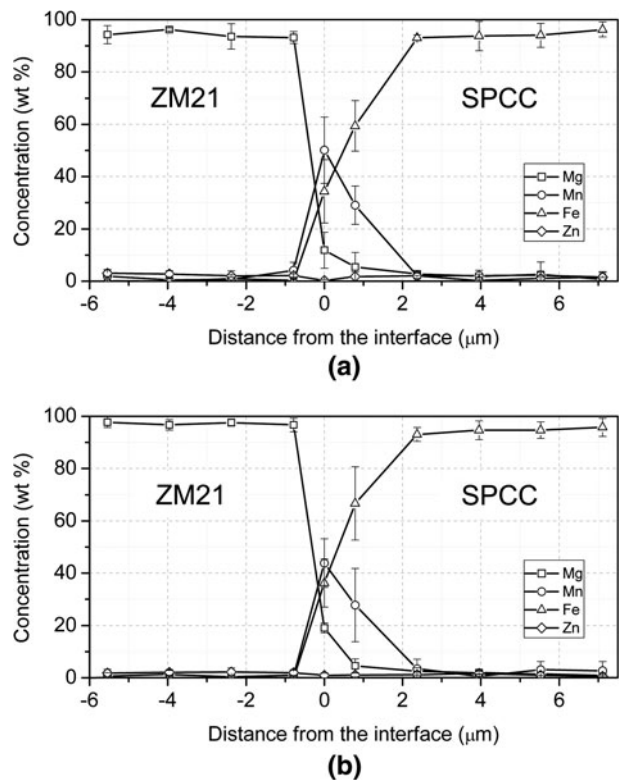 100
80
60
40
20
0
Concentration (wt %)
ZM21
SPCC
Mg
Mn
Fe
Zn
-6
-4
-2
0
2
4
6
Distance from the interface (μm)
(a)
100
80
60
40
20
0
Concentration (wt %)
ZM21
SPCC
Mg
Mn
Fe
Zn
-6
-4
-2
0
2
4
6
Distance from the interface (μm)
(b)